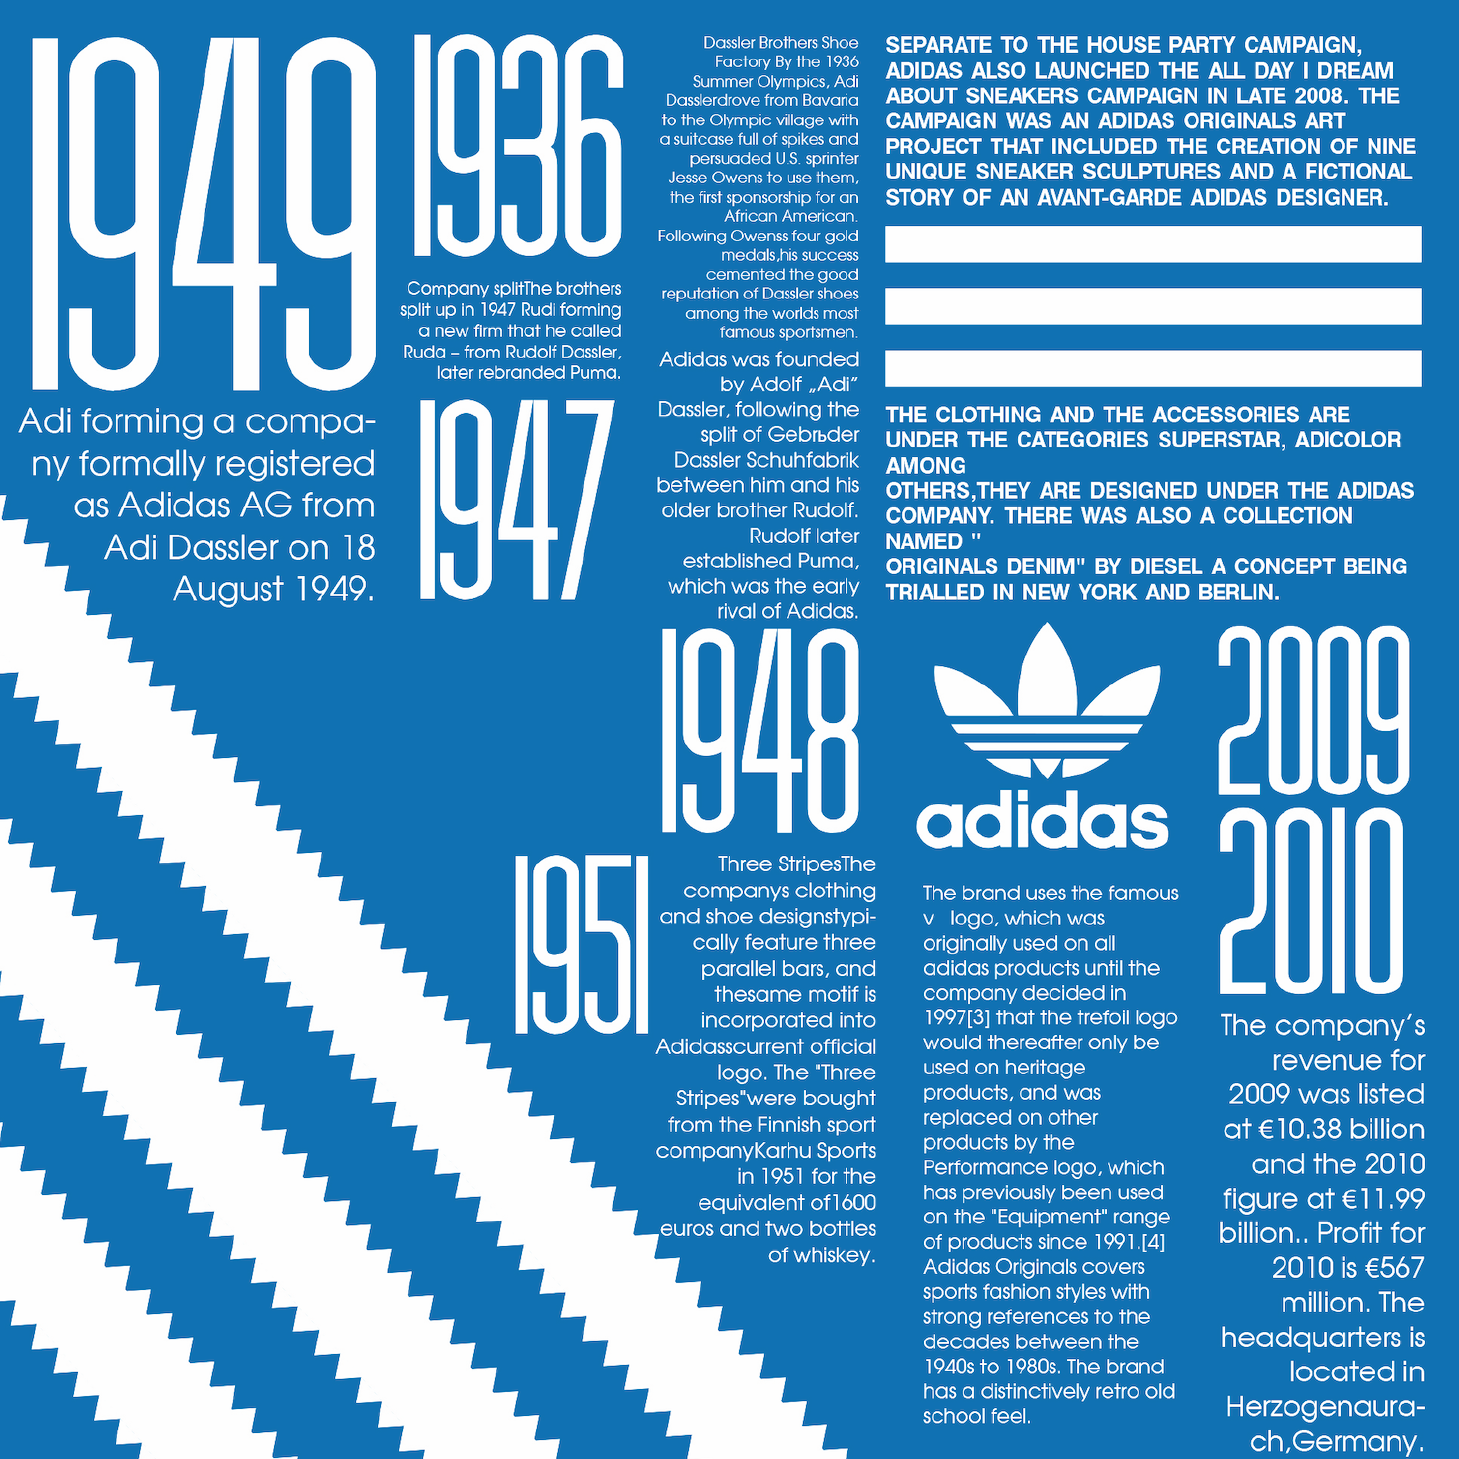 1949
Adi forming a compa-
ny formally registered
as Adidas AG from
Adi Dassler on 18
August 1949.
1936
Company splitThe brothers
split up in 1947 Rudi forming
a new firm that he called
Ruda – from Rudolf Dassler,
later rebranded Puma.
1947
Dassler Brothers Shoe
Factory By the 1936
Summer Olympics, Adi
Dasslerdrove from Bavaria
to the Olympic village with
a suitcase full of spikes and
persuaded U.S. sprinter
Jesse Owens to use them,
the first sponsorship for an
African American.
Following Owenss four gold
medals,his success
cemented the good
reputation of Dassler shoes
among the worlds most
famous sportsmen.
Adidas was founded
by Adolf „Adi”
Dassler, following the
split of Gebrьder
Dassler Schuhfabrik
between him and his
older brother Rudolf.
Rudolf later
established Puma,
which was the early
rival of Adidas.
1948
1951
Three StripesThe
companys clothing
and shoe designstypi-
cally feature three
parallel bars, and
thesame motif is
incorporated into
Adidasscurrent official
logo. The "Three
Stripes"were bought
from the Finnish sport
companyKarhu Sports
in 1951 for the
equivalent of1600
euros and two bottles
of whiskey.
SEPARATE TO THE HOUSE PARTY CAMPAIGN,
ADIDAS ALSO LAUNCHED THE ALL DAY I DREAM
ABOUT SNEAKERS CAMPAIGN IN LATE 2008. THE
CAMPAIGN WAS AN ADIDAS ORIGINALS ART
PROJECT THAT INCLUDED THE CREATION OF NINE
UNIQUE SNEAKER SCULPTURES AND A FICTIONAL
STORY OF AN AVANT-GARDE ADIDAS DESIGNER.
THE CLOTHING AND THE ACCESSORIES ARE
UNDER THE CATEGORIES SUPERSTAR, ADICOLOR
AMONG
OTHERS,THEY ARE DESIGNED UNDER THE ADIDAS
COMPANY. THERE WAS ALSO A COLLECTION
NAMED "
ORIGINALS DENIM" BY DIESEL A CONCEPT BEING
TRIALLED IN NEW YORK AND BERLIN.
adidas
The brand uses the famous
v logo, which was
originally used on all
adidas products until the
company decided in
1997[3] that the trefoil logo
would thereafter only be
used on heritage
products, and was
replaced on other
products by the
Performance logo, which
has previously been used
on the "Equipment" range
of products since 1991.[4]
Adidas Originals covers
sports fashion styles with
strong references to the
decades between the
1940s to 1980s. The brand
has a distinctively retro old
school feel.
2009
2010
The company’s
revenue for
2009 was listed
at €10.38 billion
and the 2010
figure at €11.99
billion.. Profit for
2010 is €567
million. The
headquarters is
located in
Herzogenaura-
ch,Germany.